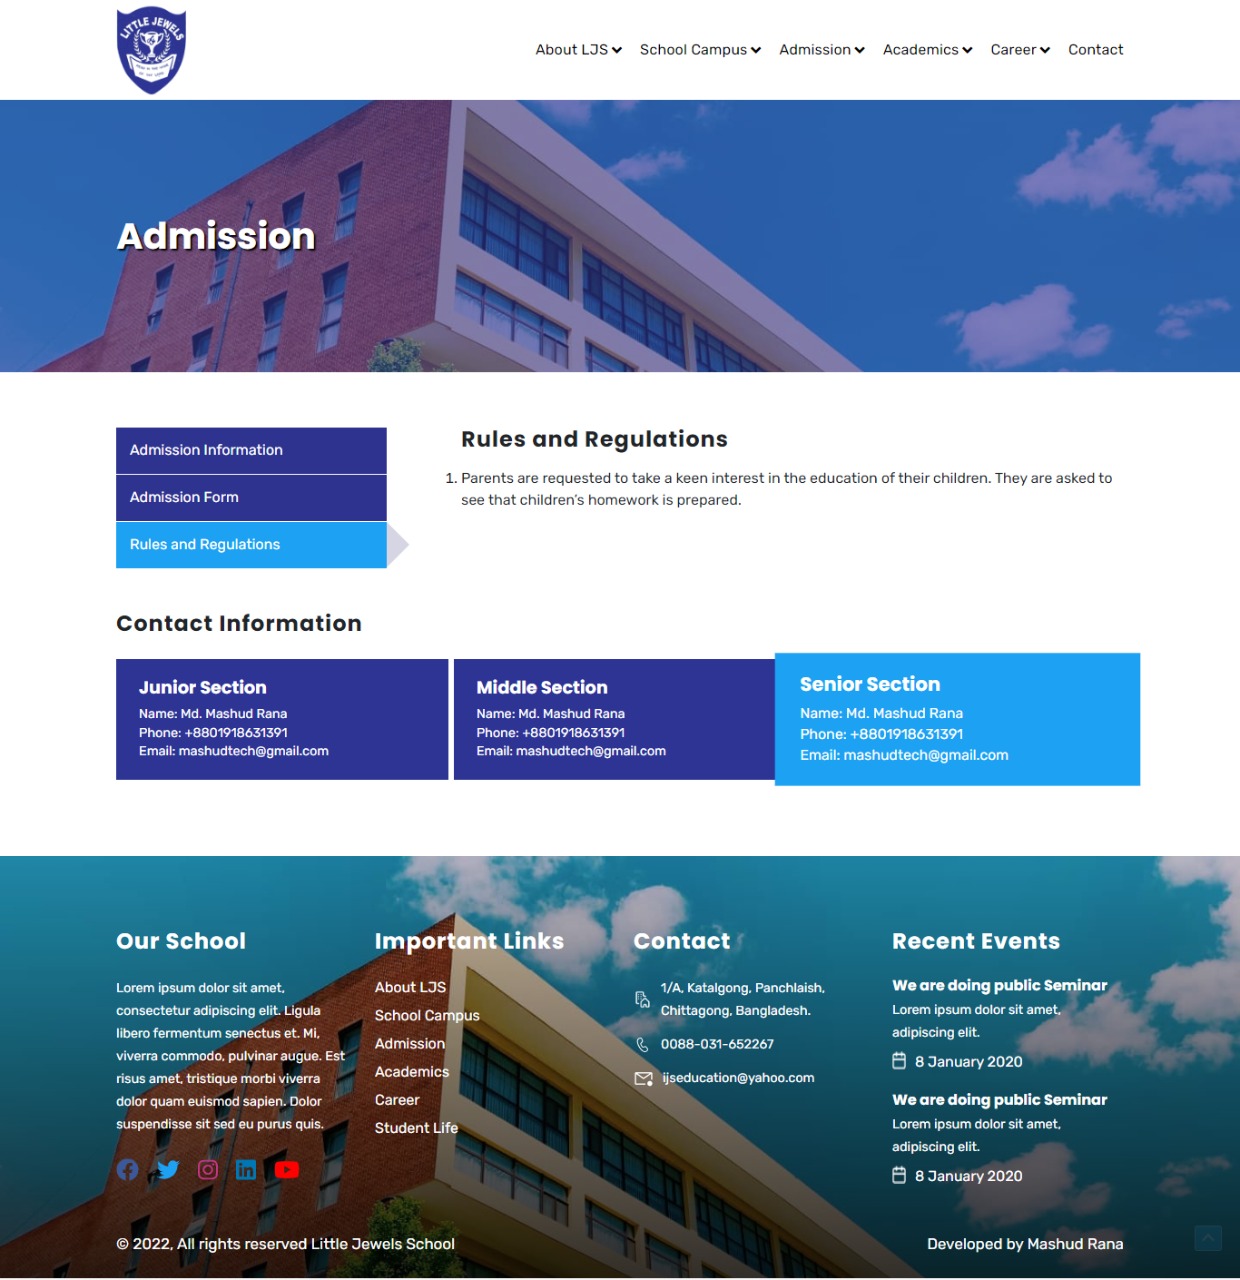 LITTLE JEWELS
About LJS
School Campus
Admission
Academics
Career
Contact
Admission
Admission Information
Admission Form
Rules and Regulations
Rules and Regulations
1. Parents are requested to take a keen interest in the education of their children. They are asked to
see that children's homework is prepared.
Contact Information
Junior Section
Name: Md. Mashud Rana
Phone: +8801918631391
Email: mashudtech@gmail.com
Middle Section
Name: Md. Mashud Rana
Phone: +8801918631391
Email: mashudtech@gmail.com
Senior Section
Name: Md. Mashud Rana
Phone: +8801918631391
Email: mashudtech@gmail.com
Our School
Lorem ipsum dolor sit amet,
consectetur adipiscing elit. Ligula
libero fermentum senectus et. Mi,
viverra commodo, pulvinar augue. Est
risus amet, tristique morbi viverra
dolor quam euismod sapien. Dolor
suspendisse sit sed eu purus quis.
Important Links
About LJS
School Campus
Admission
Academics
Career
Student Life
Contact
1/A, Katalgong, Panchlaish,
Chittagong, Bangladesh.
0088-031-652267
ijseducation@yahoo.com
Recent Events
We are doing public Seminar
Lorem ipsum dolor sit amet,
adipiscing elit.
8 January 2020
We are doing public Seminar
Lorem ipsum dolor sit amet,
adipiscing elit.
8 January 2020
© 2022, All rights reserved Little Jewels School
Developed by Mashud Rana